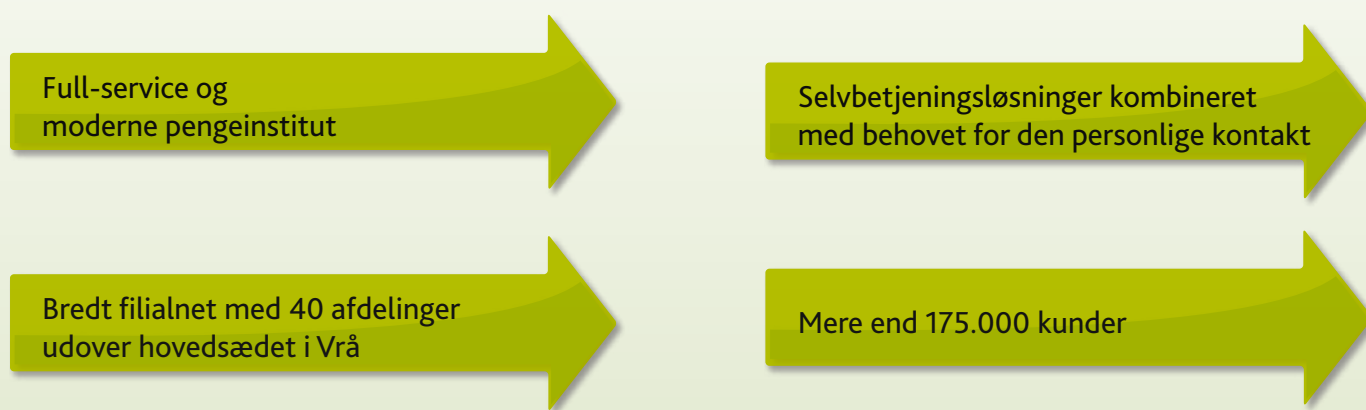 Full-service og
moderne pengeinstitut
Selvbetjeningsløsninger kombineret
med behovet for den personlige kontakt
Bredt filialnet med 40 afdelinger
udover hovedsædet i Vrå
Mere end 175.000 kunder